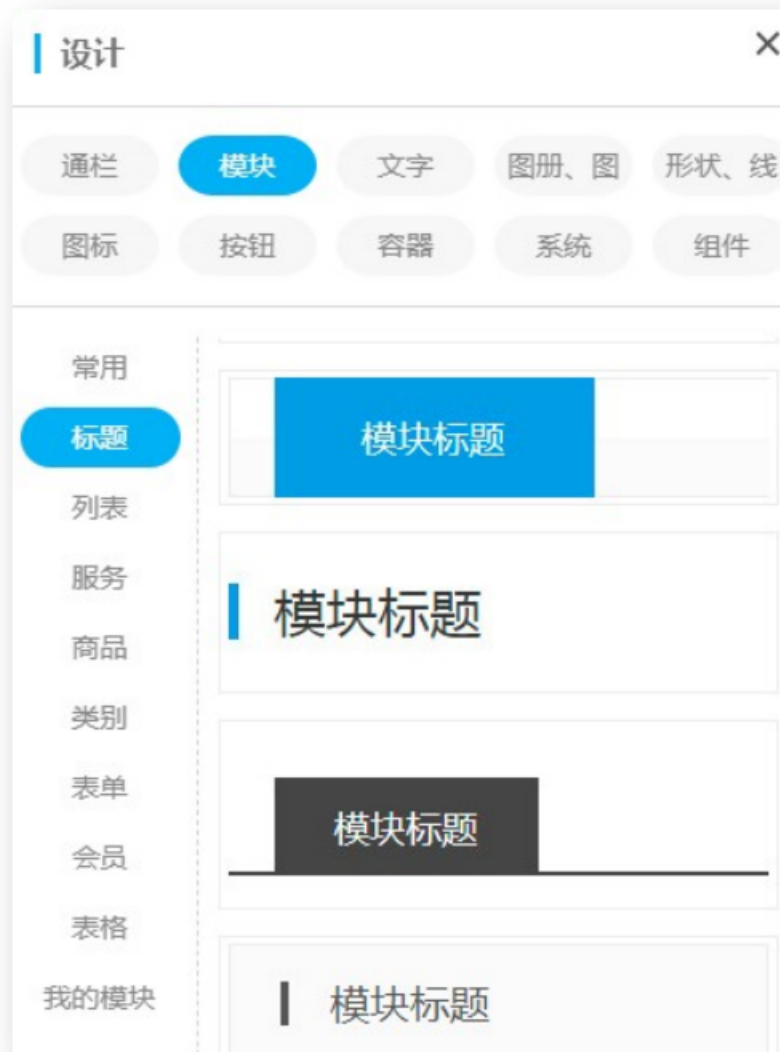 设计
×
通栏 模块 文字 图册、图 形状、线
图标 按钮 容器 系统 组件
常用
标题
列表
服务
商品
类别
表单
会员
表格
我的模块
模块标题
模块标题
模块标题
模块标题